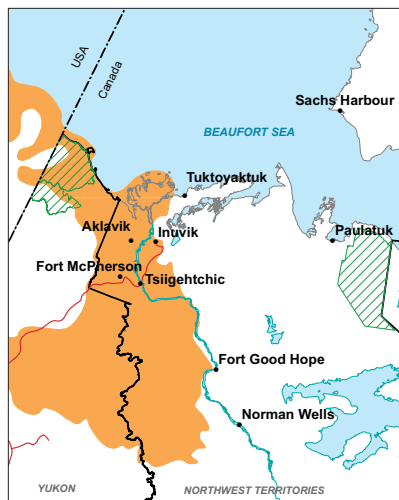 USA
Canada
Sachs Harbour
BEAUFORT SEA
Tuktoyaktuk
Aklavik
Inuvik
Paulatuk
Fort McPherson
Tsiigehtchic
Fort Good Hope
Norman Wells
YUKON
NORTHWEST TERRITORIES